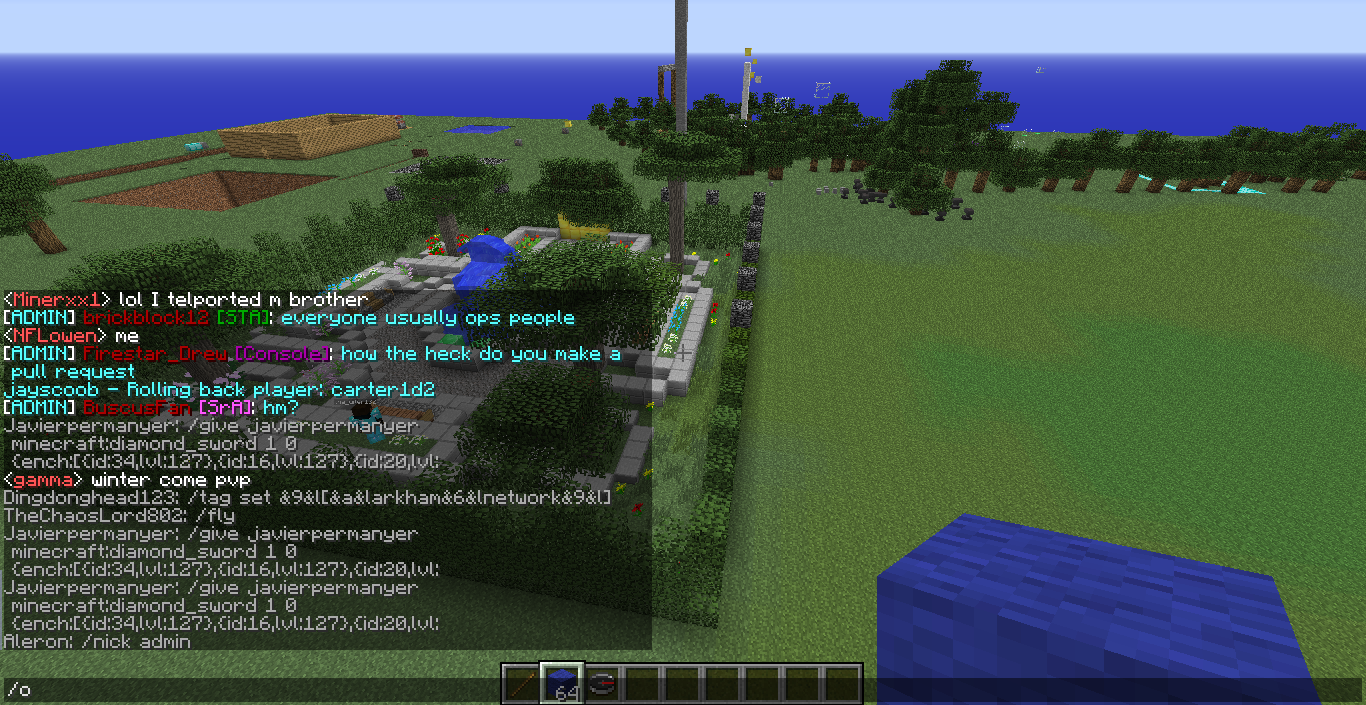 <Minerxx1> lol I telported m brother
[ADMIN] brickblock12 [STA]: everyone usually ops people
<NFLowen> me
[ADMIN] Firestar_Drew [Console]: how the heck do you make a
pull request
jayscoob - Rolling back player: carter1d2
[ADMIN] BuscusFan [SrA]: hm?
Javierpermanyer: /give javierpermanyer
minecraft:diamond_sword 1 0
{ench:[{id:34,lvl:127},{id:16,lvl:127},{id:20,lvl:
<gamma> winter come pvp
Dingdonghead123: /tag set &9&l[&a&larkham&6&lnetwork&9&l]
TheChaosLord802: /fly
Javierpermanyer: /give javierpermanyer
minecraft:diamond_sword 1 0
{ench:[{id:34,lvl:127},{id:16,lvl:127},{id:20,lvl:
Javierpermanyer: /give javierpermanyer
minecraft:diamond_sword 1 0
{ench:[{id:34,lvl:127},{id:16,lvl:127},{id:20,lvl:
Aleron: /nick admin
/o
64